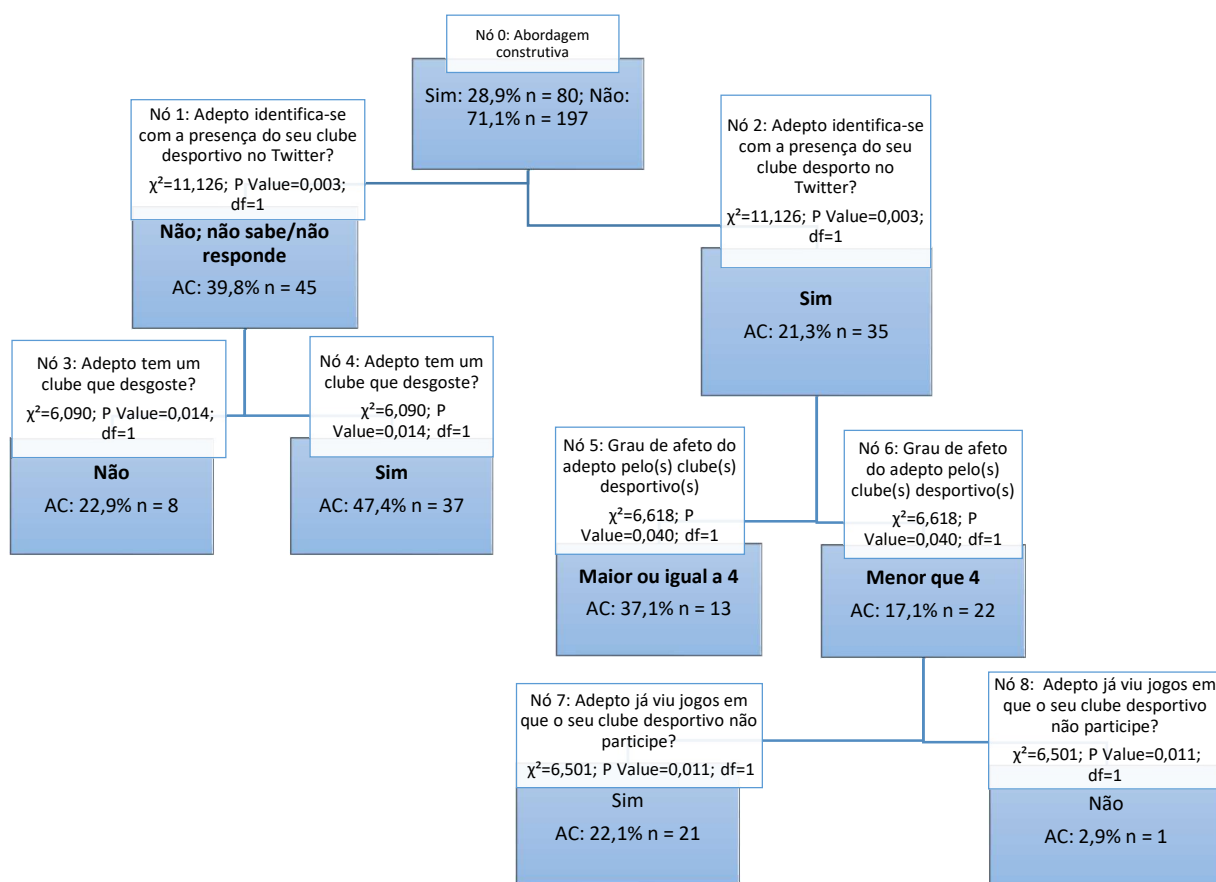 Nó 0: Abordagem
construtiva
Sim: 28,9% n = 80; Não:
71,1% n = 197
Nó 1: Adepto identifica-se
com a presença do seu clube
desportivo no Twitter?
χ²=11,126; P Value=0,003;
df=1
Não; não sabe/não
responde
AC: 39,8% n = 45
Nó 2: Adepto identifica-se
com a presença do seu
clube desporto no
Twitter?
χ²=11,126; P Value=0,003;
df=1
Sim
AC: 21,3% n = 35
Nó 3: Adepto tem um
clube que desgoste?
χ²=6,090; P Value=0,014;
df=1
Não
AC: 22,9% n = 8
Nó 4: Adepto tem um
clube que desgoste?
χ²=6,090; P
Value=0,014; df=1
Sim
AC: 47,4% n = 37
Nó 5: Grau de afeto do
adepto pelo(s) clube(s)
desportivo(s)
χ²=6,618; P
Value=0,040; df=1
Maior ou igual a 4
AC: 37,1% n = 13
Nó 6: Grau de afeto
do adepto pelo(s)
clube(s) desportivo(s)
χ²=6,618; P
Value=0,040; df=1
Menor que 4
AC: 17,1% n = 22
Nó 7: Adepto já viu jogos em
que o seu clube desportivo não
participe?
χ²=6,501; P Value=0,011; df=1
Sim
AC: 22,1% n = 21
Nó 8: Adepto já viu jogos em
que o seu clube desportivo
não participe?
χ²=6,501; P Value=0,011;
df=1
Não
AC: 2,9% n = 1